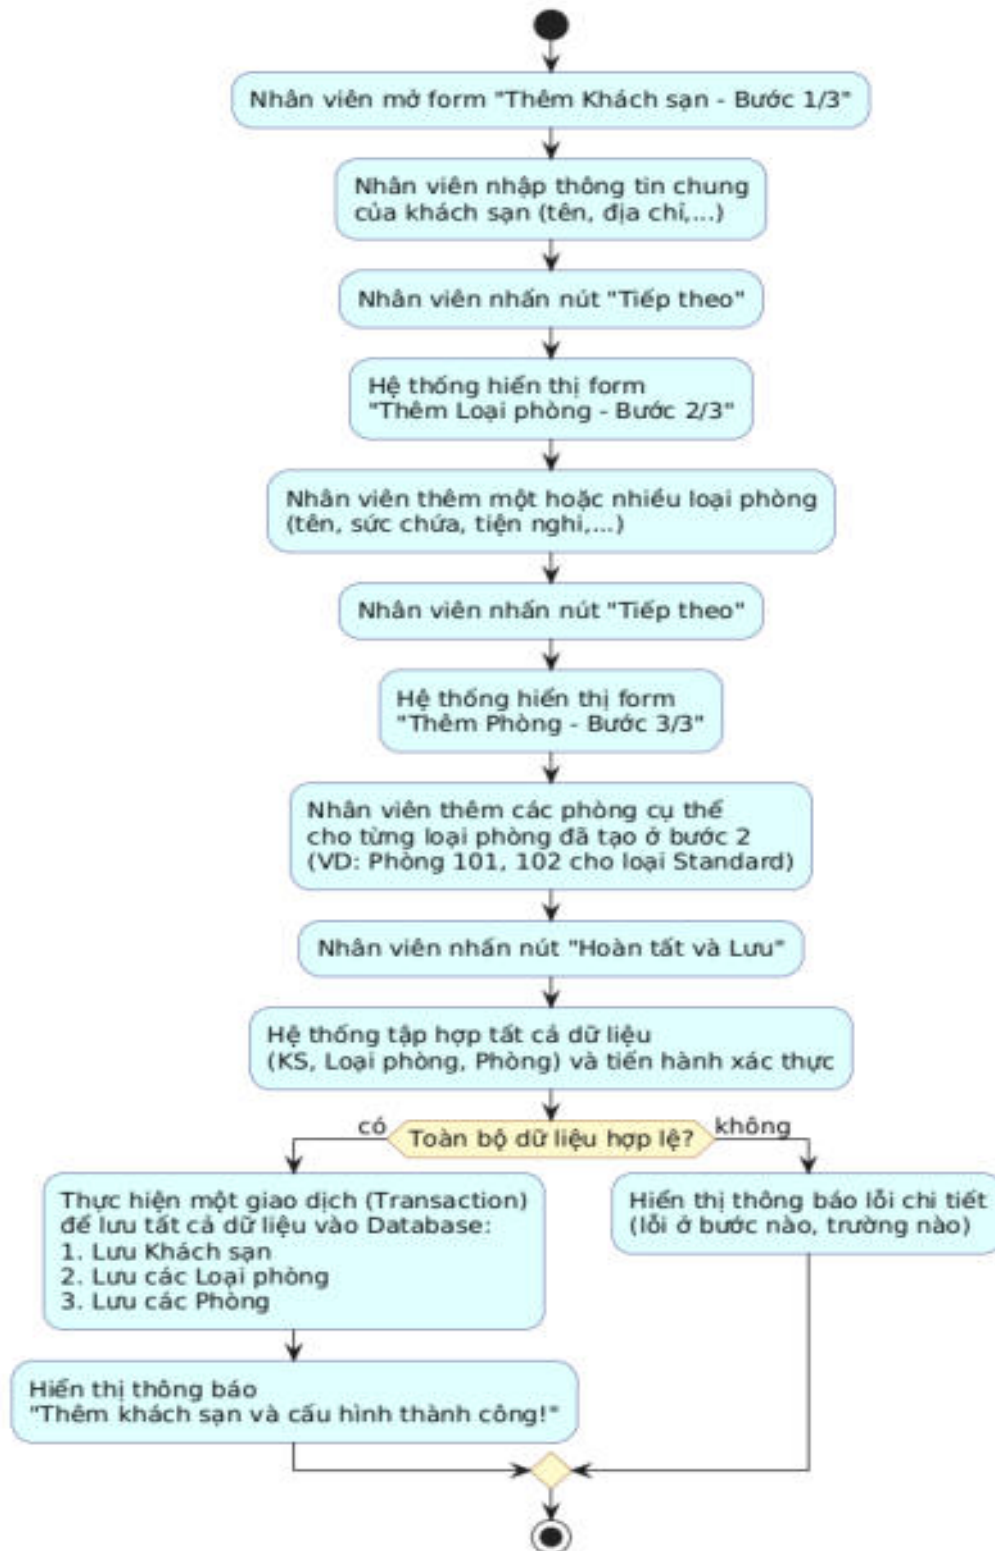 Nhân viên mở form "Thêm Khách sạn - Bước 1/3"
Nhân viên nhập thông tin chung
của khách sạn (tên, địa chỉ,...)
Nhân viên nhấn nút "Tiếp theo"
Hệ thống hiển thị form
"Thêm Loại phòng - Bước 2/3"
Nhân viên thêm một hoặc nhiều loại phòng
(tên, sức chứa, tiện nghi,...)
Nhân viên nhấn nút "Tiếp theo"
Hệ thống hiển thị form
"Thêm Phòng - Bước 3/3"
Nhân viên thêm các phòng cụ thể
cho từng loại phòng đã tạo ở bước 2
(VD: Phòng 101, 102 cho loại Standard)
Nhân viên nhấn nút "Hoàn tất và Lưu"
Hệ thống tập hợp tất cả dữ liệu
(KS, Loại phòng, Phòng) và tiến hành xác thực
Toàn bộ dữ liệu hợp lệ?
có
Thực hiện một giao dịch (Transaction)
để lưu tất cả dữ liệu vào Database:
1. Lưu Khách sạn
2. Lưu các Loại phòng
3. Lưu các Phòng
Hiển thị thông báo
"Thêm khách sạn và cấu hình thành công!"
không
Hiển thị thông báo lỗi chi tiết
(lỗi ở bước nào, trường nào)